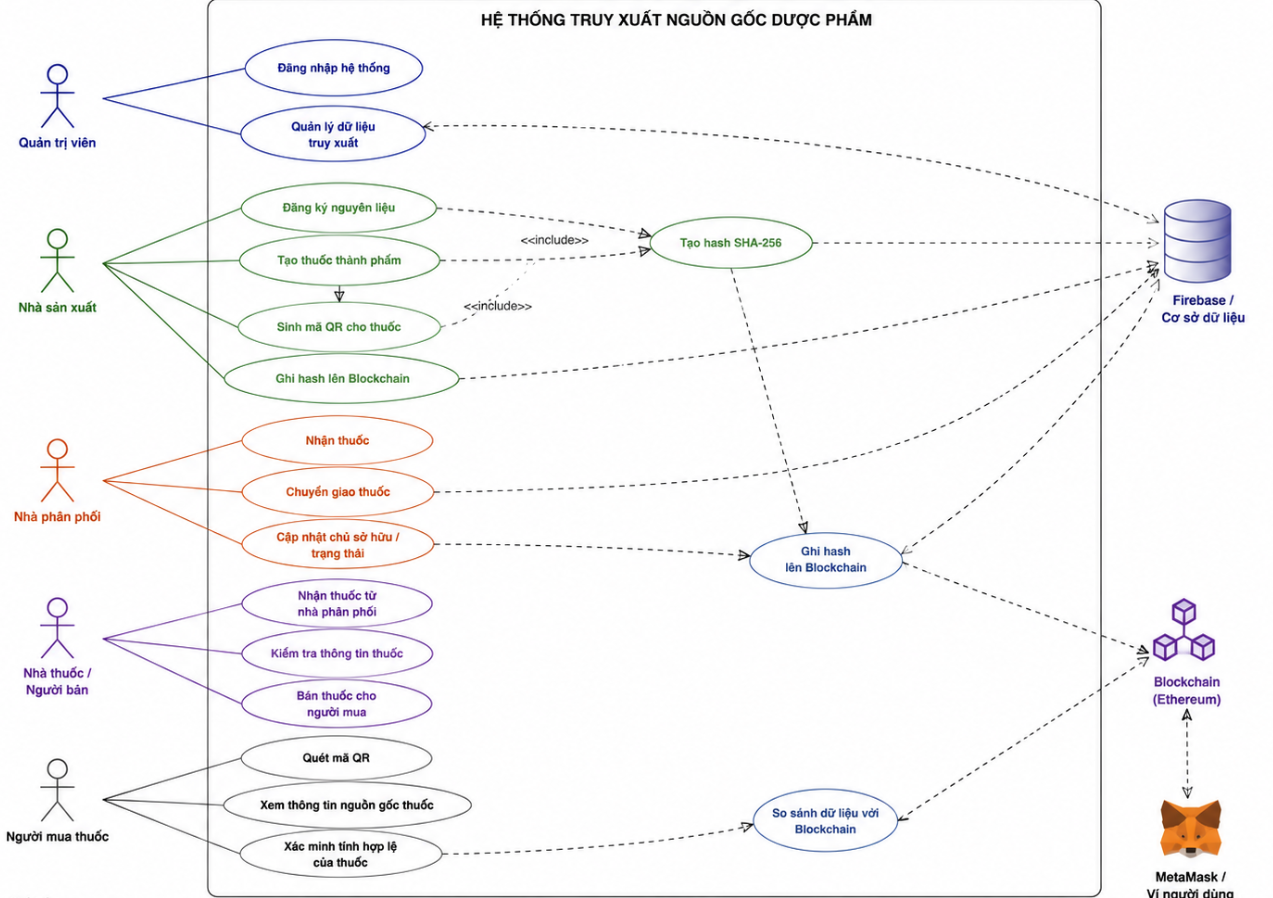 HỆ THỐNG TRUY XUẤT NGUỒN GỐC DƯỢC PHẨM
Quản trị viên
Đăng nhập hệ thống
Quản lý dữ liệu
truy xuất
Nhà sản xuất
Đăng ký nguyên liệu
Tạo thuốc thành phẩm
Sinh mã QR cho thuốc
Ghi hash lên Blockchain
<<include>>
<<include>>
Tạo hash SHA-256
Firebase /
Cơ sở dữ liệu
Nhà phân phối
Nhận thuốc
Chuyển giao thuốc
Cập nhật chủ sở hữu /
trạng thái
Ghi hash
lên Blockchain
Nhà thuốc /
Người bán
Nhận thuốc từ
nhà phân phối
Kiểm tra thông tin thuốc
Bán thuốc cho
người mua
Blockchain
(Ethereum)
Người mua thuốc
Quét mã QR
Xem thông tin nguồn gốc thuốc
Xác minh tính hợp lệ
của thuốc
So sánh dữ liệu với
Blockchain
MetaMask /
Ví người dùng